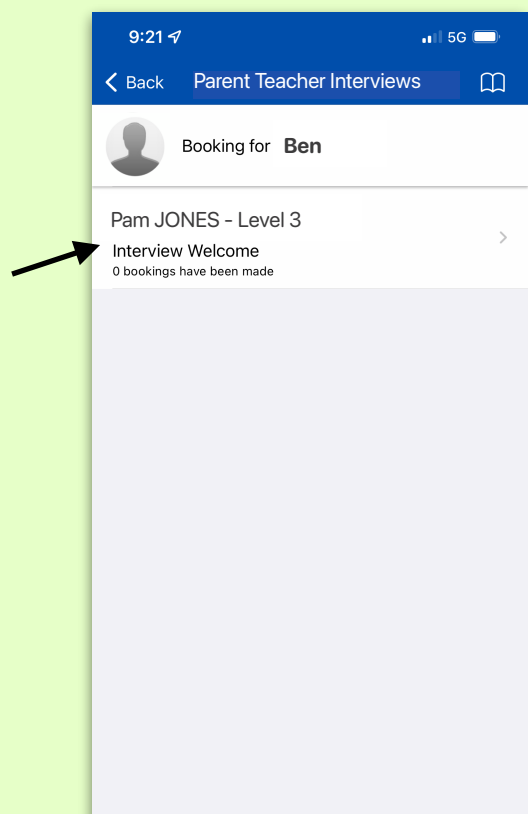 9:21 5G
Back Parent Teacher Interviews
Booking for Ben
Pam JONES - Level 3
Interview Welcome
0 bookings have been made